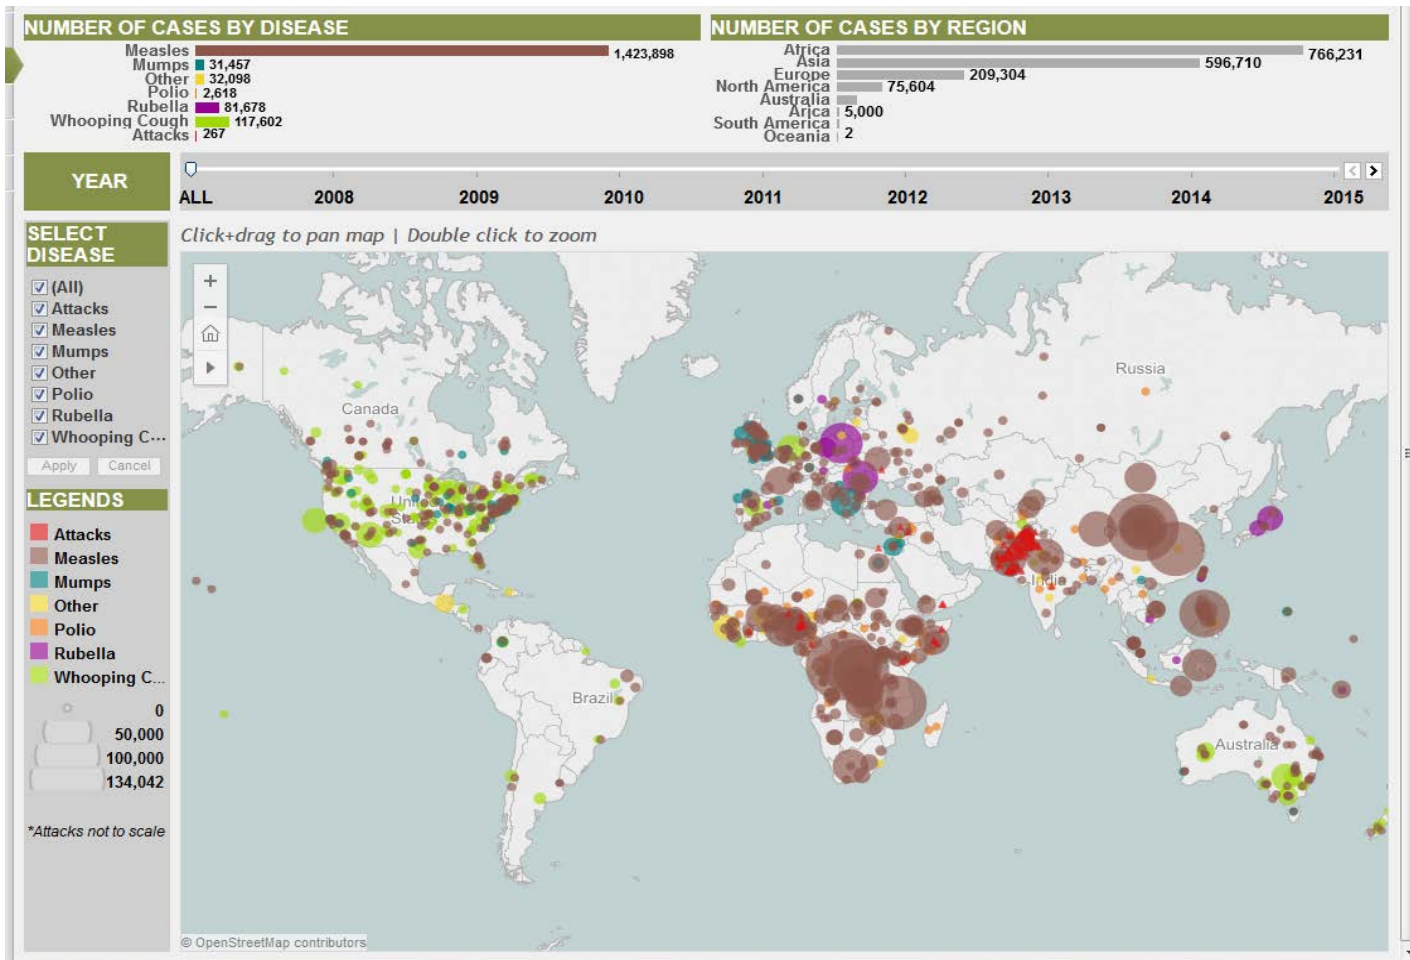 NUMBER OF CASES BY DISEASE
Measles 1,423,898
Mumps 31,457
Other 32,098
Polio 2,618
Rubella 81,678
Whooping Cough 117,602
Attacks 267
NUMBER OF CASES BY REGION
Africa 766,231
Asia 596,710
Europe 209,304
North America 75,604
Australia
Arica 5,000
South America
Oceania 2
YEAR
ALL 2008 2009 2010 2011 2012 2013 2014 2015
SELECT
DISEASE
(All)
Attacks
Measles
Mumps
Other
Polio
Rubella
Whooping C...
Apply Cancel
LEGENDS
Attacks
Measles
Mumps
Other
Polio
Rubella
Whooping C...
0
50,000
100,000
134,042
*Attacks not to scale
Click+drag to pan map | Double click to zoom
+
−
Russia
Canada
United
States
India
Brazil
Australia
© OpenStreetMap contributors